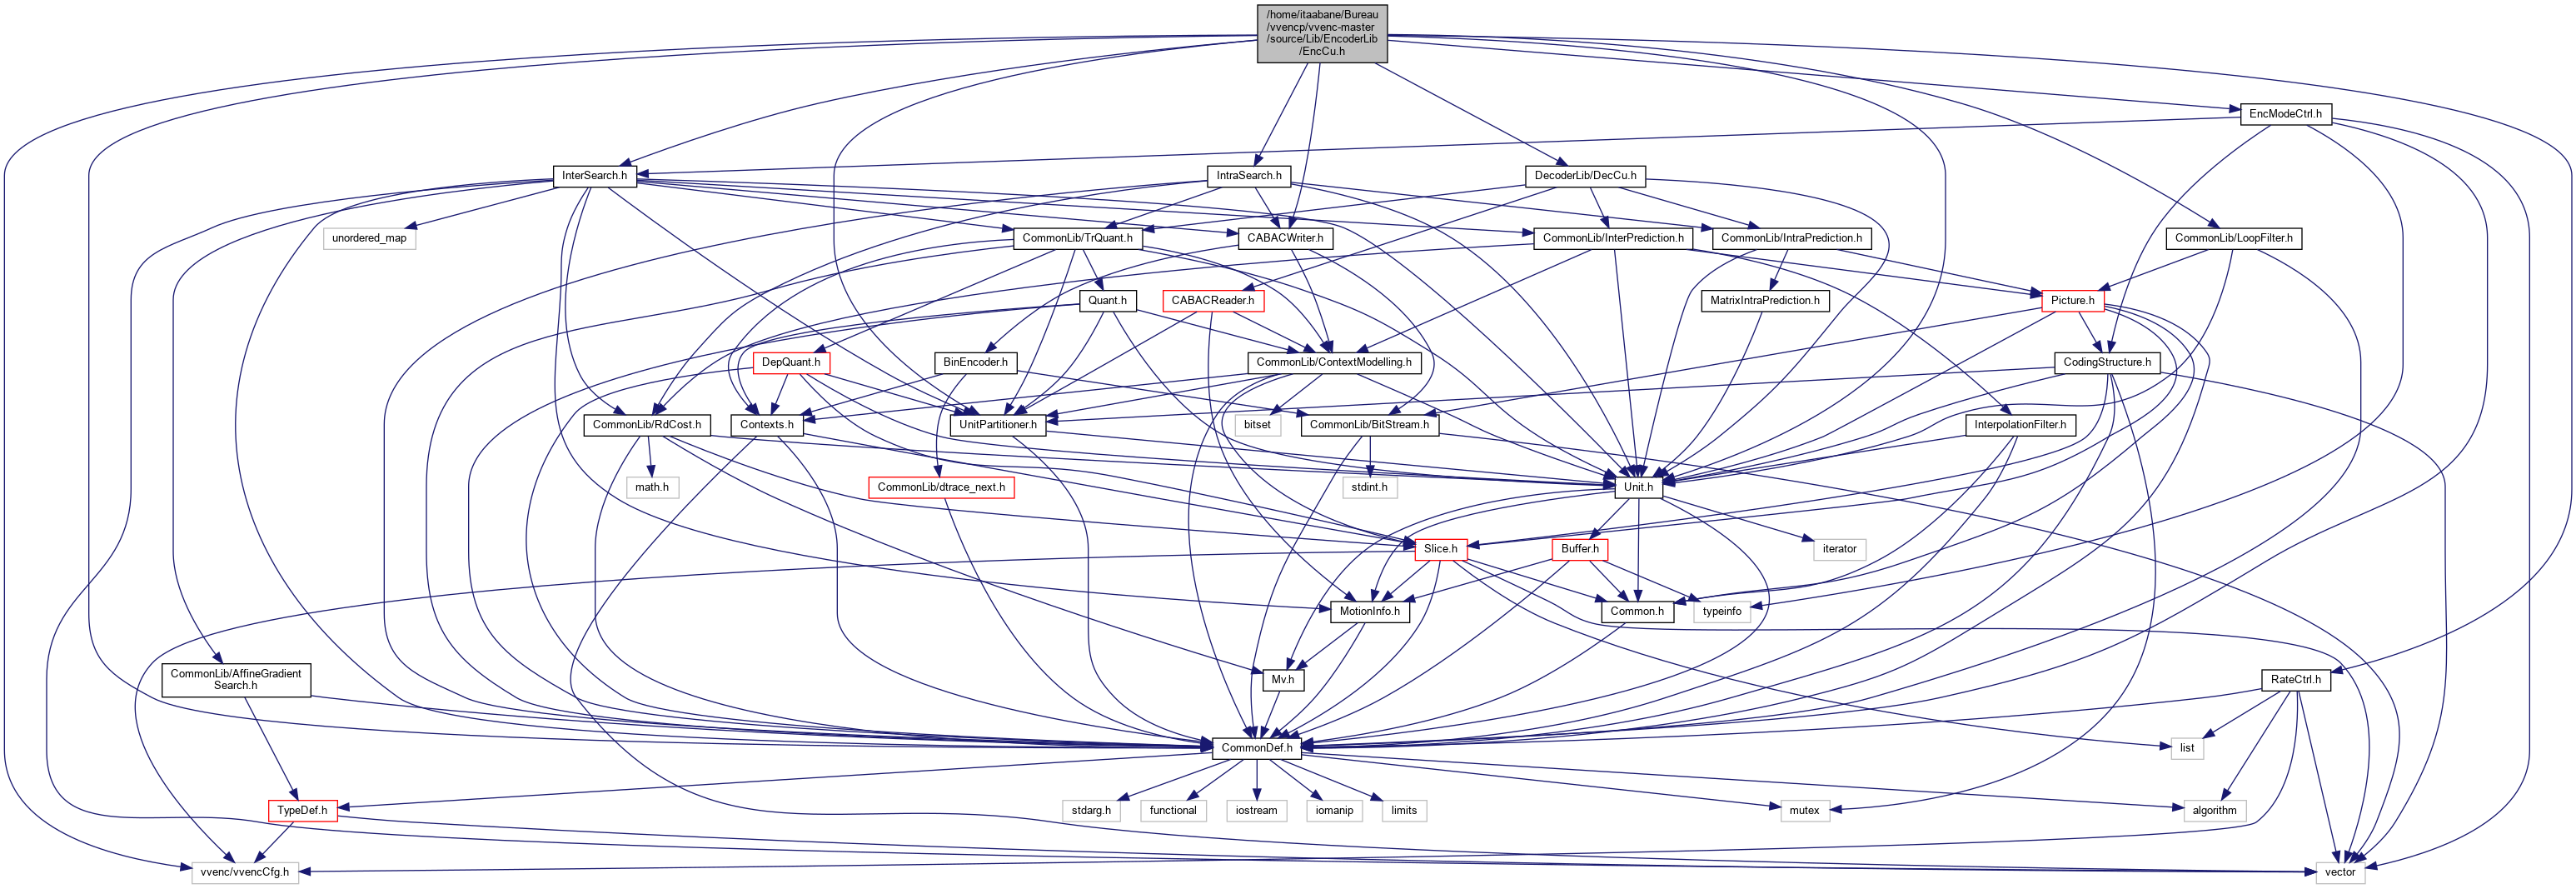 /home/itaabane/Bureau
/vvencp/vvenc-master
/source/Lib/EncoderLib
/EncCu.h
EncModeCtrl.h
InterSearch.h
IntraSearch.h
DecoderLib/DecCu.h
unordered_map
CommonLib/TrQuant.h
CABACWriter.h
CommonLib/InterPrediction.h
CommonLib/IntraPrediction.h
CommonLib/LoopFilter.h
Quant.h
CABACReader.h
MatrixIntraPrediction.h
Picture.h
DepQuant.h
BinEncoder.h
CommonLib/ContextModelling.h
CodingStructure.h
CommonLib/RdCost.h
Contexts.h
UnitPartitioner.h
bitset
CommonLib/BitStream.h
InterpolationFilter.h
math.h
CommonLib/dtrace_next.h
stdint.h
Unit.h
Slice.h
Buffer.h
iterator
MotionInfo.h
Common.h
typeinfo
CommonLib/AffineGradient
Search.h
Mv.h
RateCtrl.h
CommonDef.h
list
TypeDef.h
stdarg.h
functional
iostream
iomanip
limits
mutex
algorithm
vvenc/vvencCfg.h
vector